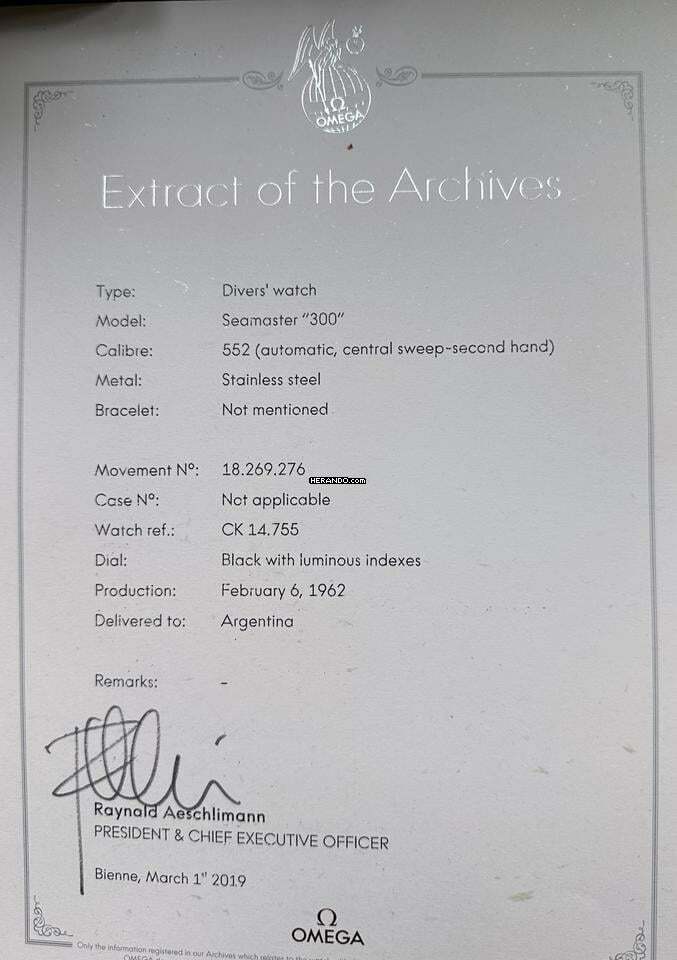 Ω
OMEGA
Extract of the Archives
Type: Divers' watch
Model: Seamaster "300"
Calibre: 552 (automatic, central sweep-second hand)
Metal: Stainless steel
Bracelet: Not mentioned
Movement Nº: 18.269.276
HERANDO.com
Case Nº: Not applicable
Watch ref.: CK 14.755
Dial: Black with luminous indexes
Production: February 6, 1962
Delivered to: Argentina
Remarks: -
Raynald Aeschlimann
PRESIDENT & CHIEF EXECUTIVE OFFICER
Bienne, March 1st 2019
Ω
OMEGA
Only the information registered in our Archives which relates to the
OMEGA